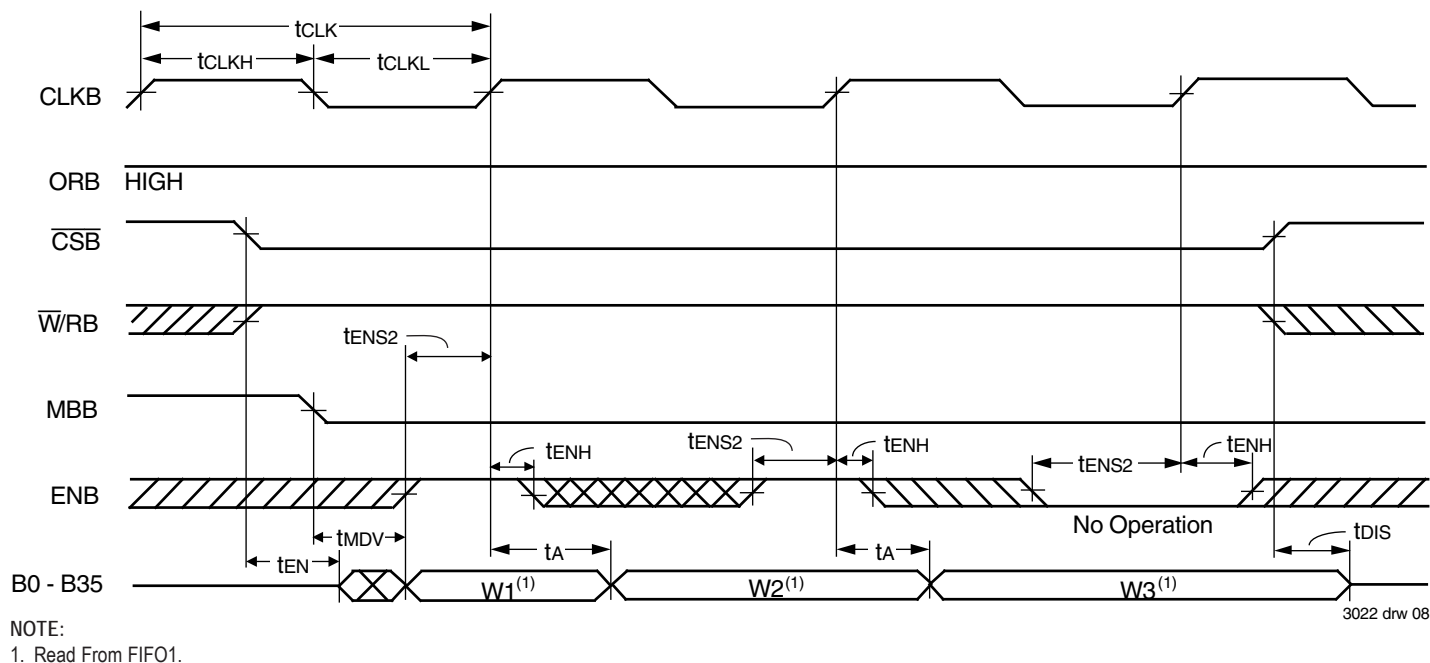 tCLK
tCLKH tCLKL
CLKB
ORB HIGH
CSB
W/RB
tENS2
MBB
tENS2 tENH
tENH tENS2 tENH
ENB
No Operation
tMDV tDIS
tEN tA tA
B0 - B35 W1(1) W2(1) W3(1)
3022 drw 08
NOTE:
1. Read From FIFO1.